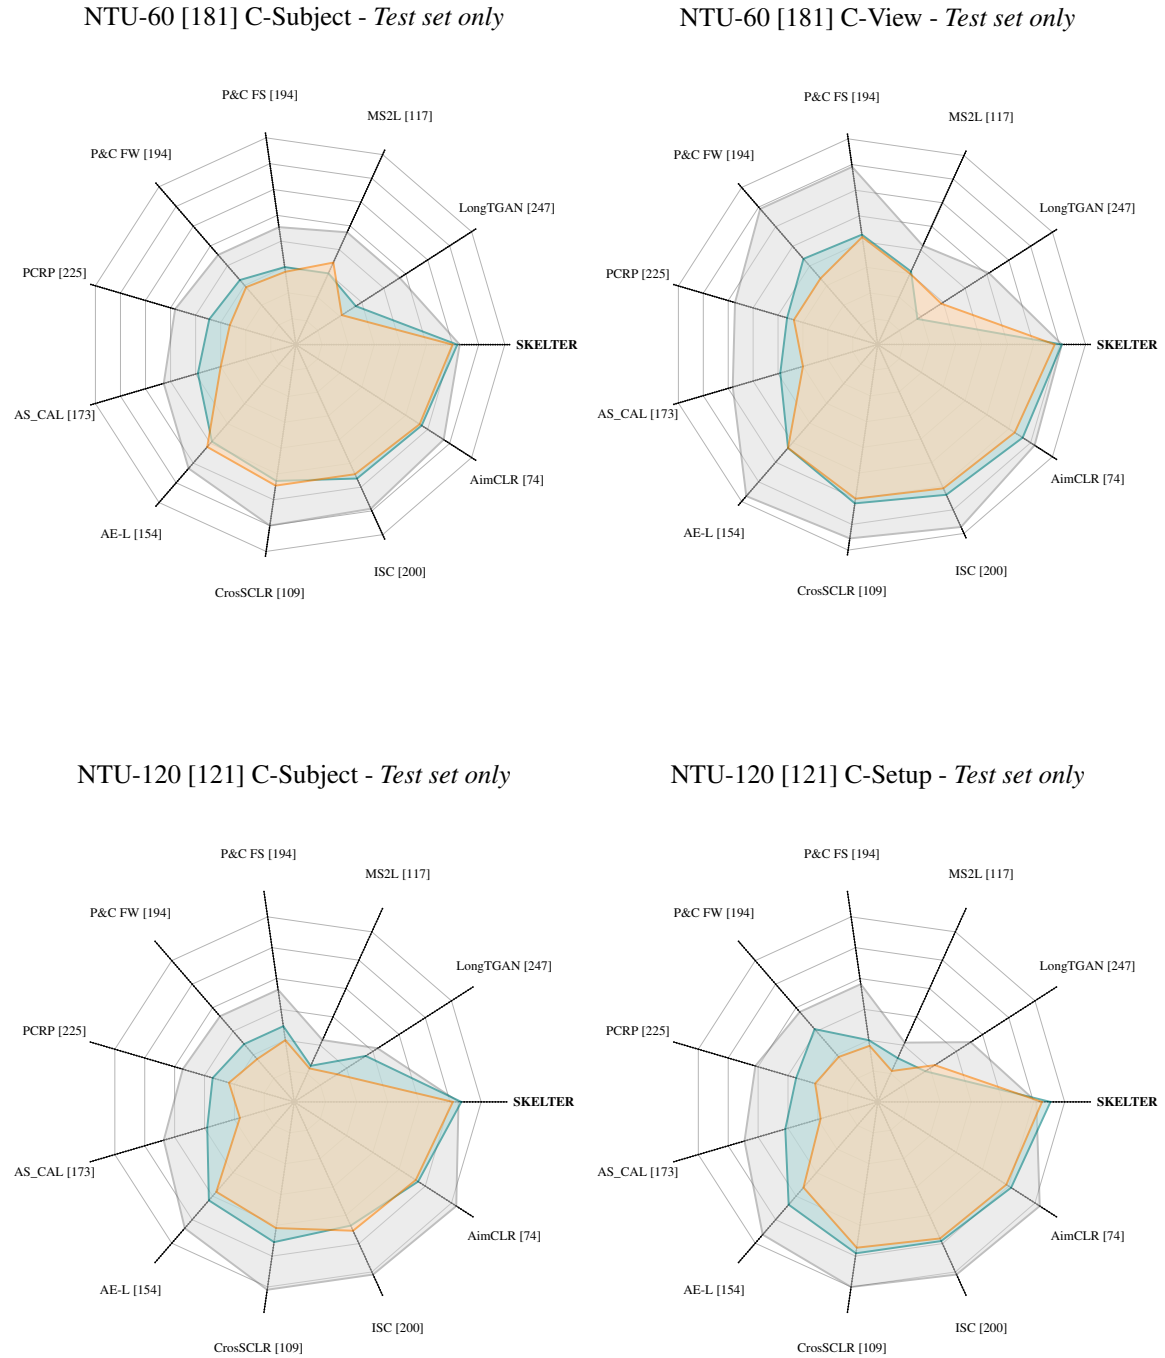 NTU-60 [181] C-Subject - Test set only
P&C FS [194]
MS2L [117]
P&C FW [194]
LongTGAN [247]
PCRP [225]
SKELTER
AS_CAL [173]
AimCLR [74]
AE-L [154]
ISC [200]
CrosSCLR [109]
NTU-60 [181] C-View - Test set only
P&C FS [194]
MS2L [117]
P&C FW [194]
LongTGAN [247]
PCRP [225]
SKELTER
AS_CAL [173]
AimCLR [74]
AE-L [154]
ISC [200]
CrosSCLR [109]
NTU-120 [121] C-Subject - Test set only
P&C FS [194]
MS2L [117]
P&C FW [194]
LongTGAN [247]
PCRP [225]
SKELTER
AS_CAL [173]
AimCLR [74]
AE-L [154]
ISC [200]
CrosSCLR [109]
NTU-120 [121] C-Setup - Test set only
P&C FS [194]
MS2L [117]
P&C FW [194]
LongTGAN [247]
PCRP [225]
SKELTER
AS_CAL [173]
AimCLR [74]
AE-L [154]
ISC [200]
CrosSCLR [109]